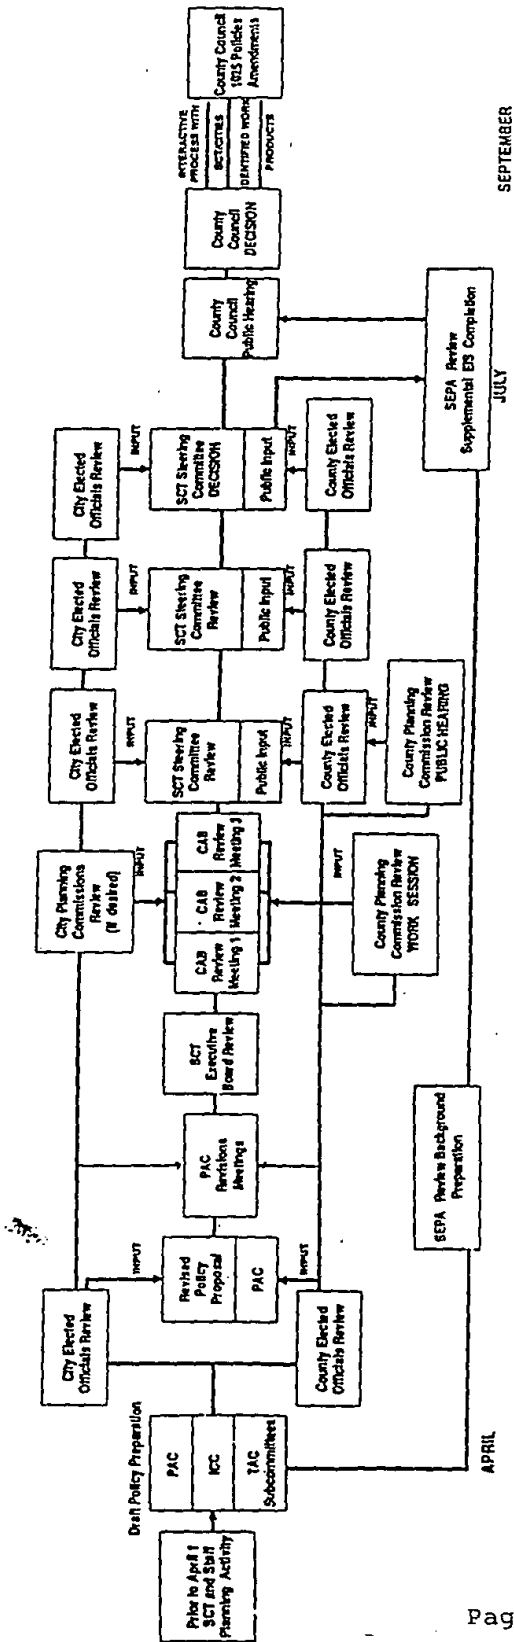 Prior to April 1
SCT and Staff
Planning Activity
Draft Policy Preparation
PAC
ICC
TAC
Subcommittees
City Elected
Officials Review
County Elected
Officials Review
INPUT
Revised
Policy
Proposal
PAC
INPUT
PAC
Revisions
Meetings
SCT
Executive
Board Review
City Planning
Commissions
Review
(if desired)
INPUT
CAB
Review
Meeting 1
CAB
Review
Meeting 2
CAB
Review
Meeting 3
INPUT
County Planning
Commission Review
WORK SESSION
City Elected
Officials Review
INPUT
SCT Steering
Committee
Review
Public Input
INPUT
County Elected
Officials Review
INPUT
County Planning
Commission Review
PUBLIC HEARING
City Elected
Officials Review
INPUT
SCT Steering
Committee
Review
Public Input
INPUT
County Elected
Officials Review
City Elected
Officials Review
INPUT
SCT Steering
Committee
DECISION
Public Input
INPUT
County Elected
Officials Review
County
Council
Public Hearing
County
Council
DECISION
INTERACTIVE
PROCESS WITH
SCT/CITIES
IDENTIFIED WORK
PRODUCTS
County Council
1025 Policies
Amendments
SEPA Review Background
Preparation
SEPA Review
Supplemental EIS Completion
APRIL
JULY
SEPTEMBER
Pag